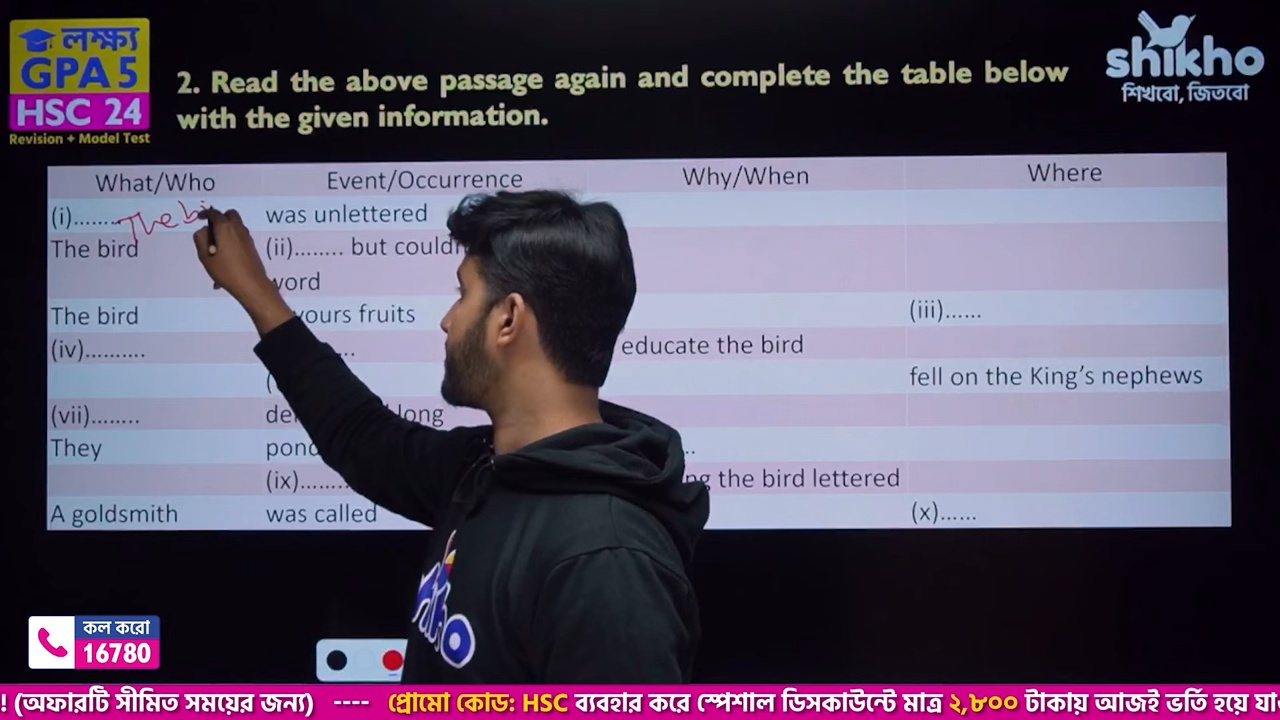 লক্ষ্য
GPA 5
HSC 24
Revision + Model Test
2. Read the above passage again and complete the table below
with the given information.
shikho
শিখবো, জিতবো
What/Who Event/Occurrence Why/When Where
(i)........ The bi was unlettered
The bird (ii)........ but
word
The bird fruits (iii)......
(iv).......... educate the bird
fell on the King's nephews
(vii)........ long
They
(ix)........ the bird lettered
A goldsmith was called (x)......
কল করো
16780
! (অফারটি সীমিত সময়ের জন্য) ---- প্রোমো কোড: HSC ব্যবহার করে স্পেশাল ডিসকাউন্টে মাত্র ২,৮০০ টাকায় আজই ভর্তি হয়ে